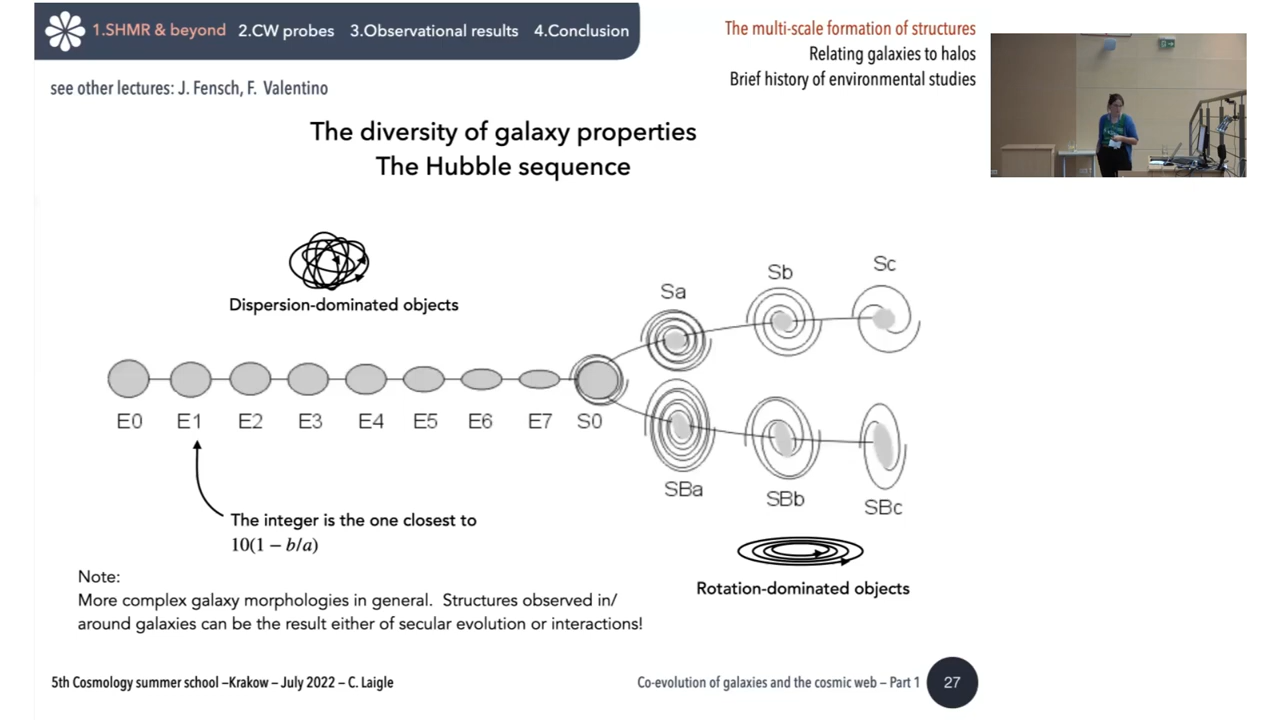 1.SHMR & beyond 2.CW probes 3.Observational results 4.Conclusion
The multi-scale formation of structures
Relating galaxies to halos
Brief history of environmental studies
see other lectures: J. Fensch, F. Valentino
The diversity of galaxy properties
The Hubble sequence
Dispersion-dominated objects
Sa
Sb
Sc
E0 E1 E2 E3 E4 E5 E6 E7 S0
SBa
SBb
SBc
The integer is the one closest to
10(1 – b/a)
Rotation-dominated objects
Note:
More complex galaxy morphologies in general. Structures observed in/
around galaxies can be the result either of secular evolution or interactions!
5th Cosmology summer school –Krakow – July 2022 – C. Laigle
Co-evolution of galaxies and the cosmic web – Part 1
27